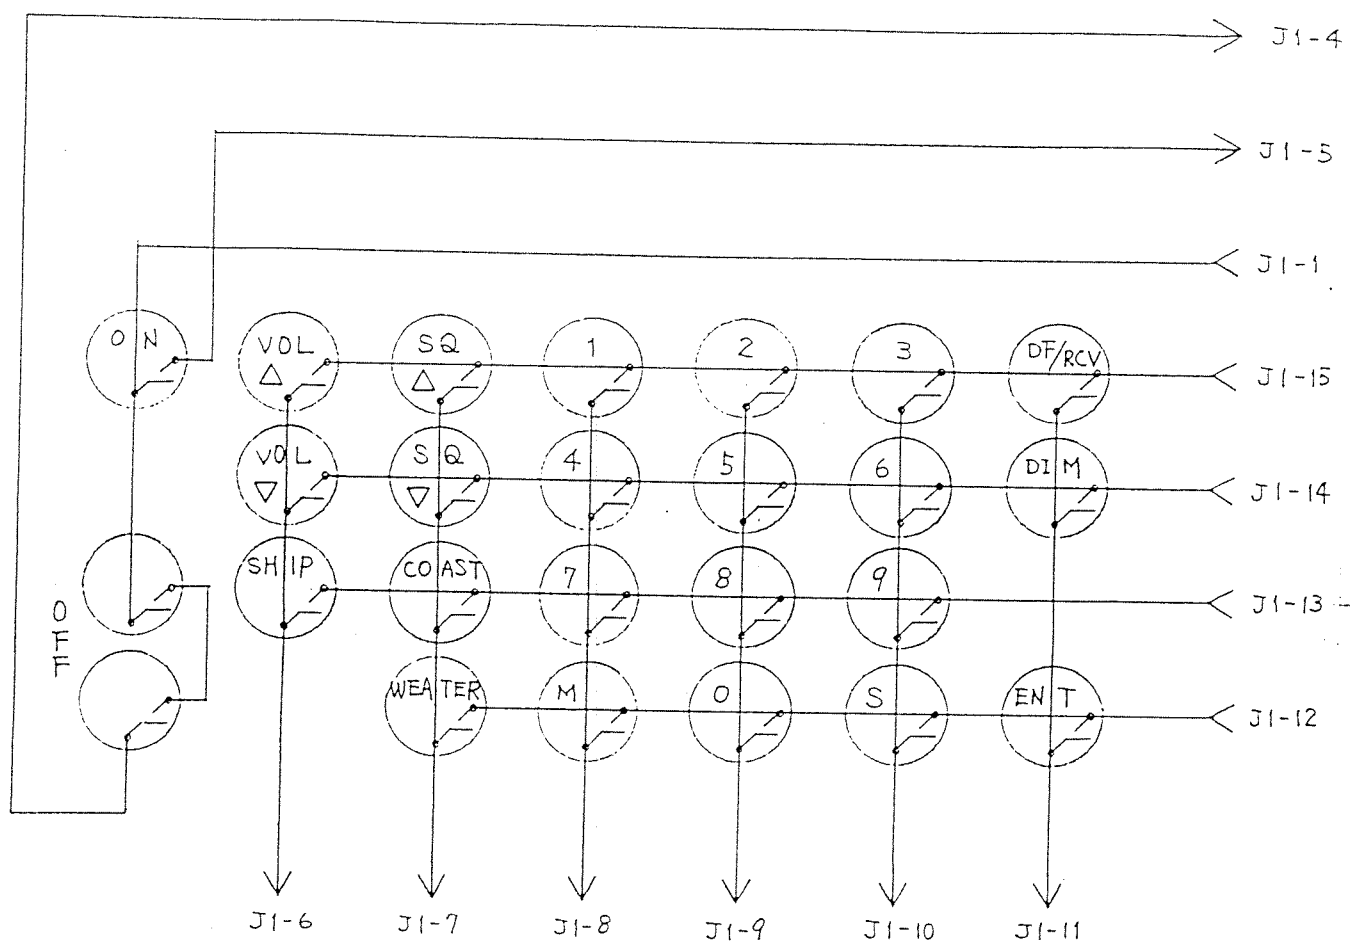 J1-4
J1-5
J1-1
ON VOL △ SQ △ 1 2 3 DF/RCV J1-15
VOL ▽ SQ ▽ 4 5 6 DIM J1-14
OFF SHIP COAST 7 8 9 J1-13
WEATER M 0 S ENT J1-12
J1-6 J1-7 J1-8 J1-9 J1-10 J1-11